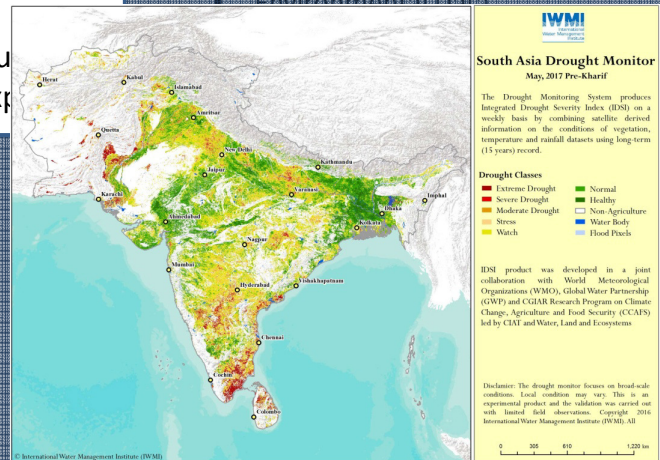 IWMI
International
Water Management
Institute
South Asia Drought Monitor
May, 2017 Pre-Kharif
The Drought Monitoring System produces
Integrated Drought Severity Index (IDSI) on a
weekly basis by combining satellite derived
information on the conditions of vegetation,
temperature and rainfall datasets using long-term
(15 years) record.
Drought Classes
Extreme Drought
Severe Drought
Moderate Drought
Stress
Watch
Normal
Healthy
Non-Agriculture
Water Body
Flood Pixels
IDSI product was developed in a joint
collaboration with World Meteorological
Organizations (WMO), Global Water Partnership
(GWP) and CGIAR Research Program on Climate
Change, Agriculture and Food Security (CCAFS)
led by CIAT and Water, Land and Ecosystems
Disclamier: The drought monitor focuses on broad-scale
conditions. Local condition may vary. This is an
experimental product and the validation was carried out
with limited field observations. Copyright 2016
International Water Management Institute (IWMI). All
0 305 610 1,220 km
Herat
Kabul
Islamabad
Amritsar
Quetta
New Delhi
Kathmandu
Jaipur
Karachi
Varanasi
Imphal
Dhaka
Ahmedabad
Kolkata
Nagpur
Mumbai
Hyderabad
Vishakhapatnam
Chennai
Cochin
Colombo
© International Water Management Institute (IWMI)